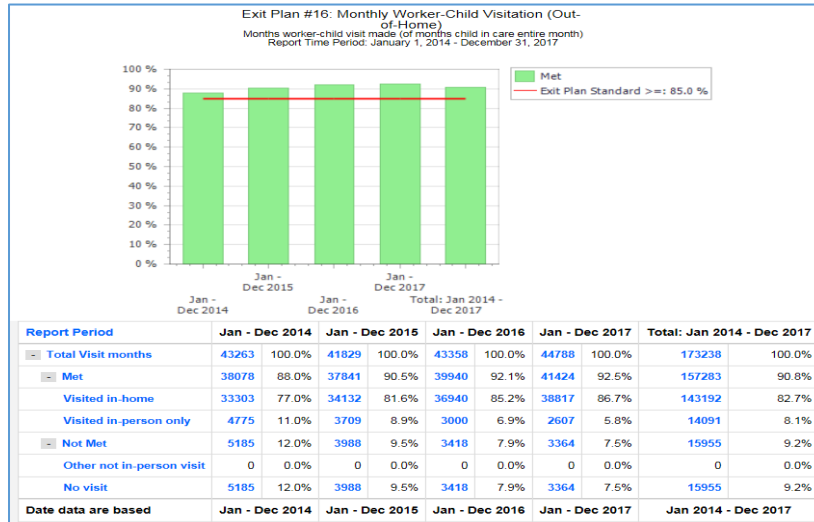 Exit Plan #16: Monthly Worker-Child Visitation (Out-
of-Home)
Months worker-child visit made (of months child in care entire month)
Report Time Period: January 1, 2014 - December 31, 2017
100 %
90 %
80 %
70 %
60 %
50 %
40 %
30 %
20 %
10 %
0 %
Met
Exit Plan Standard >=: 85.0 %
Jan -
Dec 2014
Jan -
Dec 2015
Jan -
Dec 2016
Jan -
Dec 2017
Total: Jan 2014 -
Dec 2017
Report Period Jan - Dec 2014 Jan - Dec 2015 Jan - Dec 2016 Jan - Dec 2017 Total: Jan 2014 - Dec 2017
- Total Visit months 43263 100.0% 41829 100.0% 43358 100.0% 44788 100.0% 173238 100.0%
- Met 38078 88.0% 37841 90.5% 39940 92.1% 41424 92.5% 157283 90.8%
Visited in-home 33303 77.0% 34132 81.6% 36940 85.2% 38817 86.7% 143192 82.7%
Visited in-person only 4775 11.0% 3709 8.9% 3000 6.9% 2607 5.8% 14091 8.1%
- Not Met 5185 12.0% 3988 9.5% 3418 7.9% 3364 7.5% 15955 9.2%
Other not in-person visit 0 0.0% 0 0.0% 0 0.0% 0 0.0% 0 0.0%
No visit 5185 12.0% 3988 9.5% 3418 7.9% 3364 7.5% 15955 9.2%
Date data are based Jan - Dec 2014 Jan - Dec 2015 Jan - Dec 2016 Jan - Dec 2017 Jan 2014 - Dec 2017